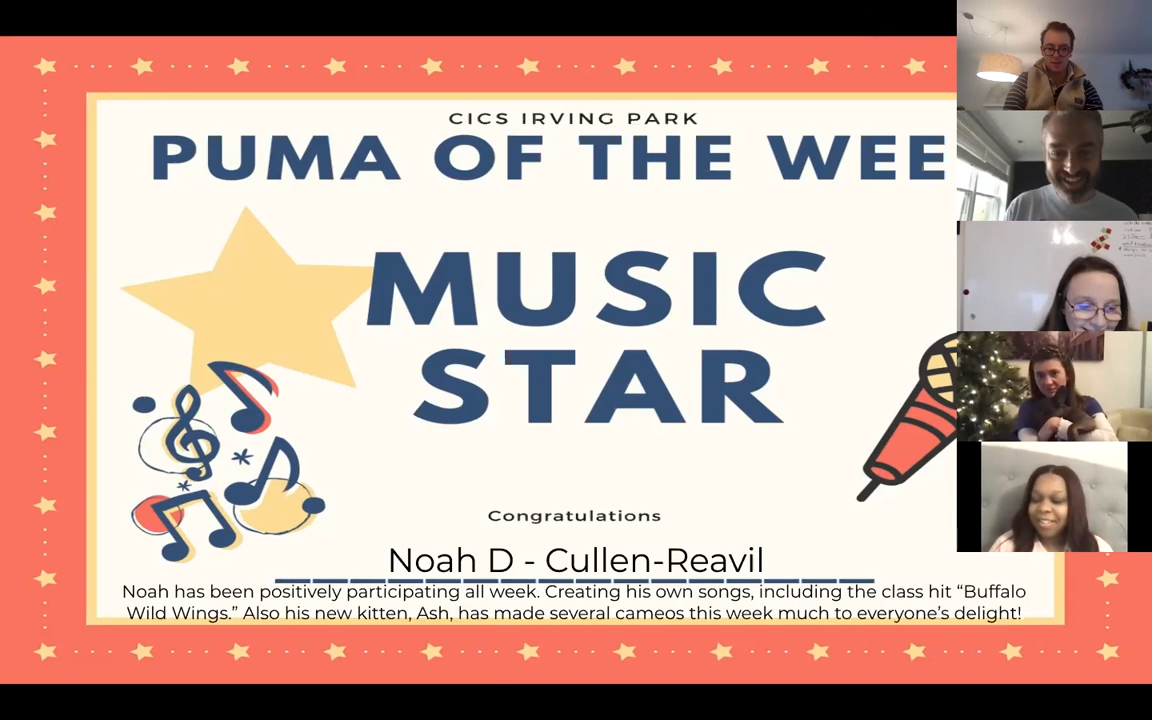 CICS IRVING PARK
PUMA OF THE WEE
MUSIC
STAR
Congratulations
Noah D - Cullen-Reavil
Noah has been positively participating all week. Creating his own songs, including the class hit “Buffalo
Wild Wings.” Also his new kitten, Ash, has made several cameos this week much to everyone’s delight!